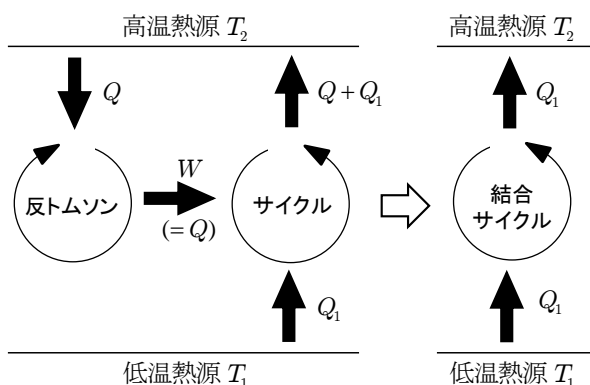 高温熱源 T₂
高温熱源 T₂
Q
Q + Q₁
Q₁
反トムソン
W
(= Q)
サイクル
結合
サイクル
Q₁
Q₁
低温熱源 T₁
低温熱源 T₁